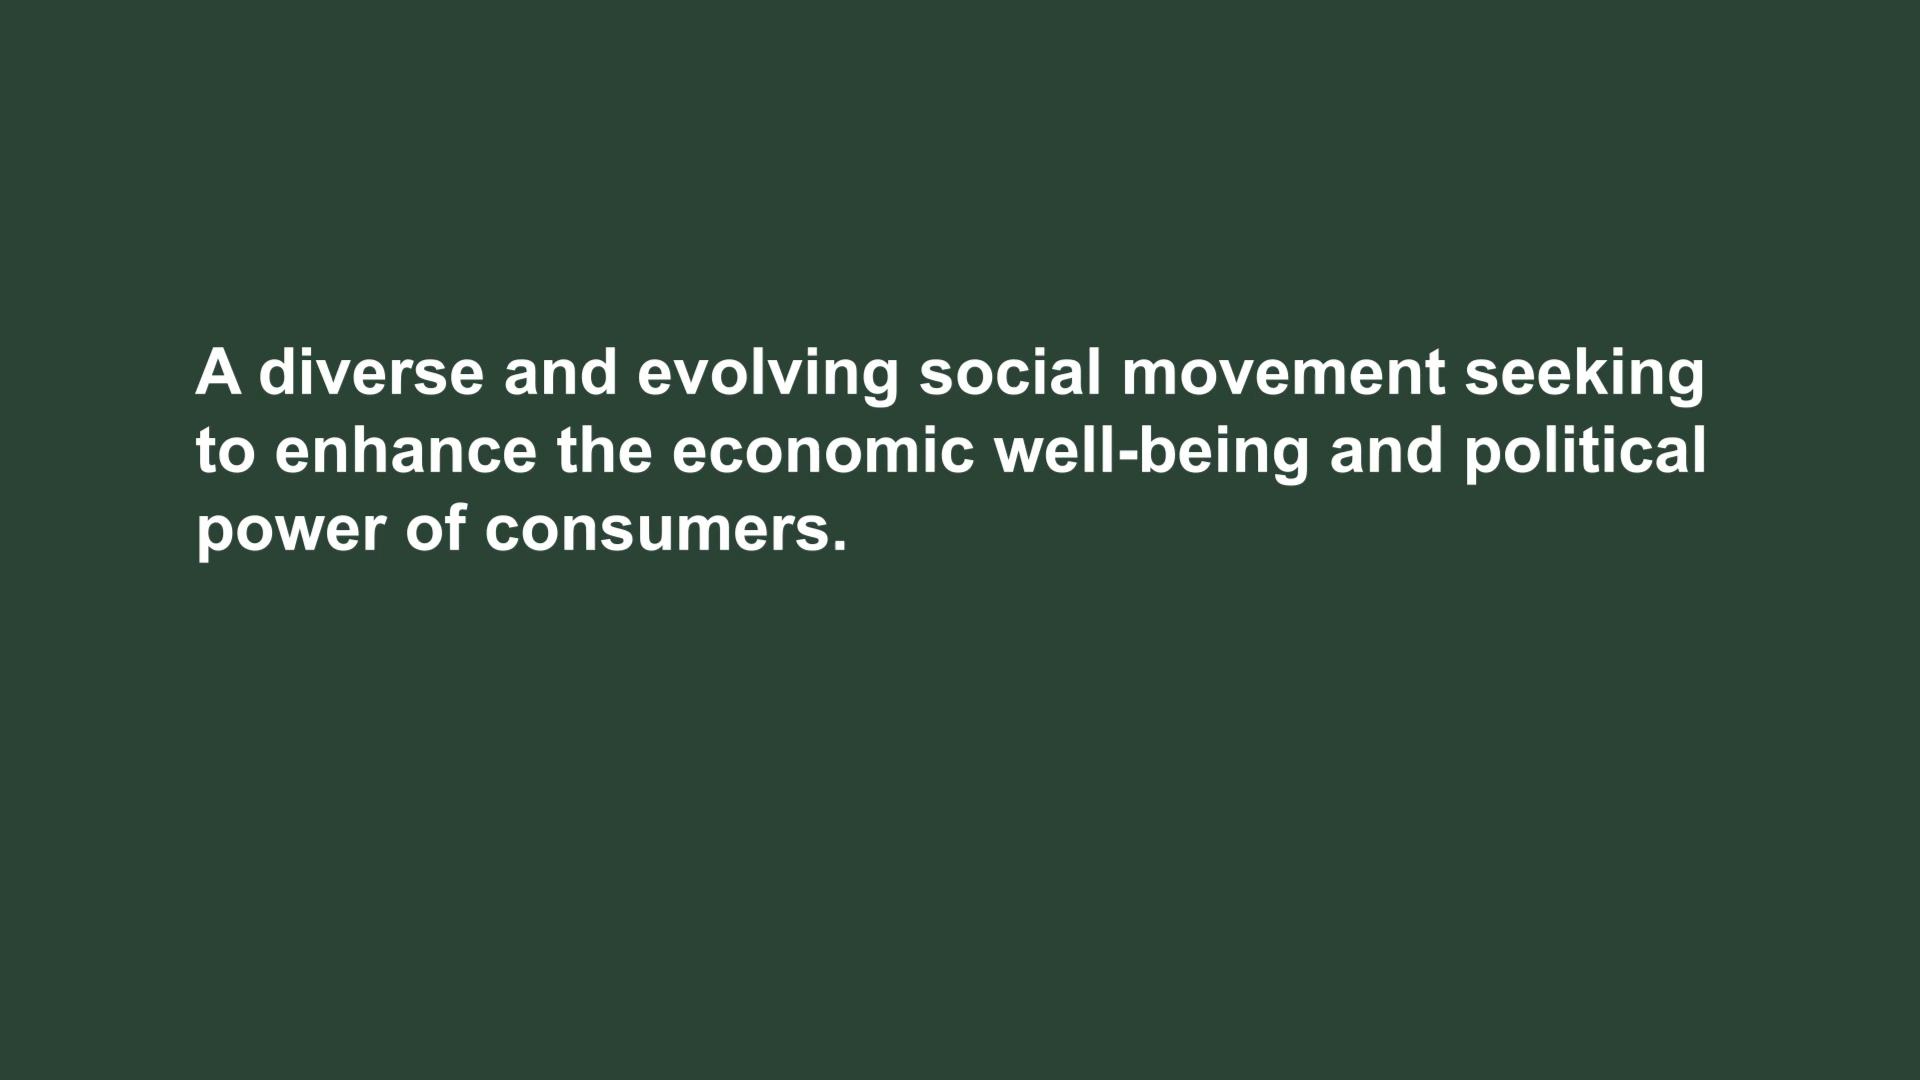 A diverse and evolving social movement seeking
to enhance the economic well-being and political
power of consumers.